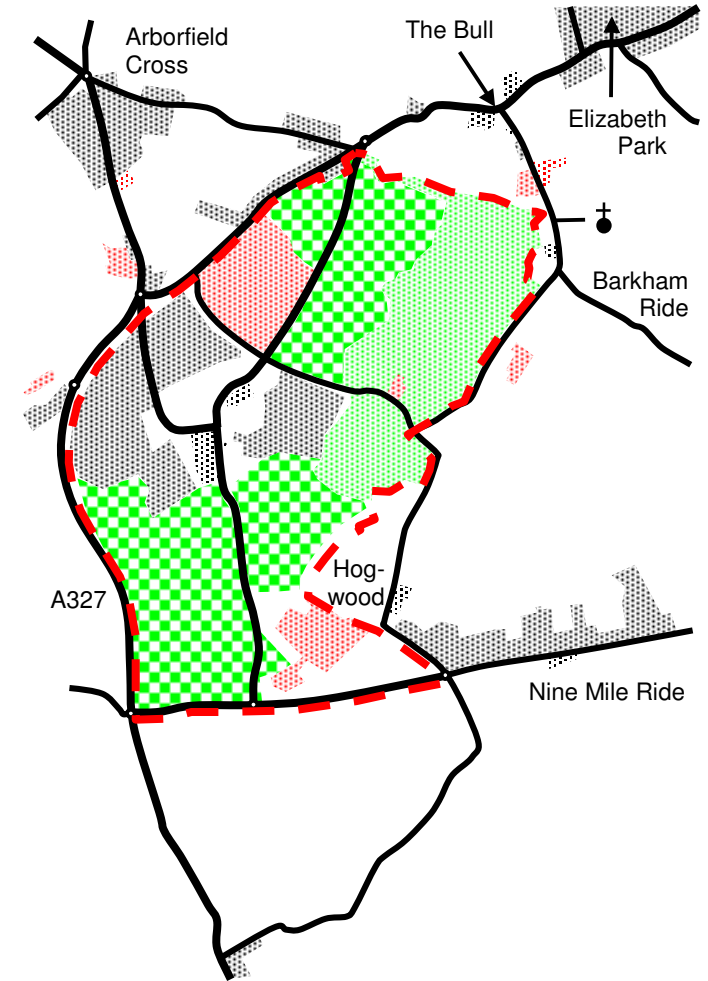 Arborfield
Cross
The Bull
Elizabeth
Park
Barkham
Ride
Hog-
wood
A327
Nine Mile Ride